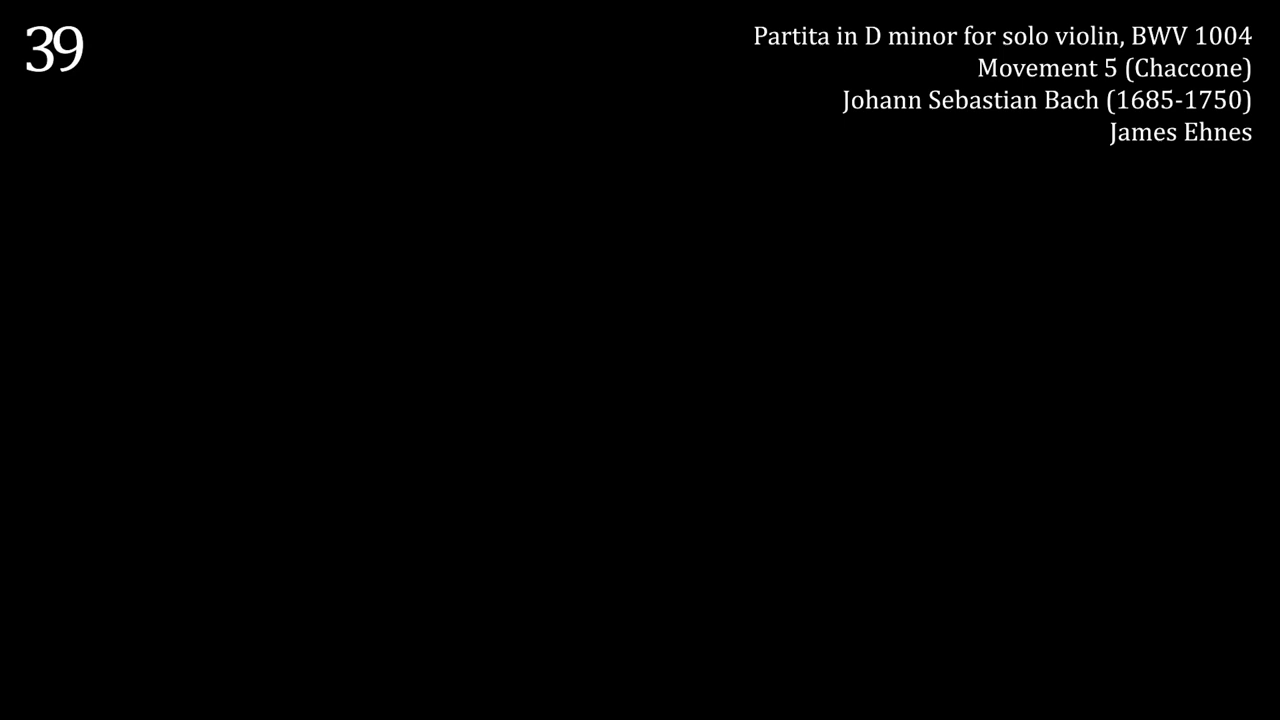 39
Partita in D minor for solo violin, BWV 1004
Movement 5 (Chaccone)
Johann Sebastian Bach (1685-1750)
James Ehnes